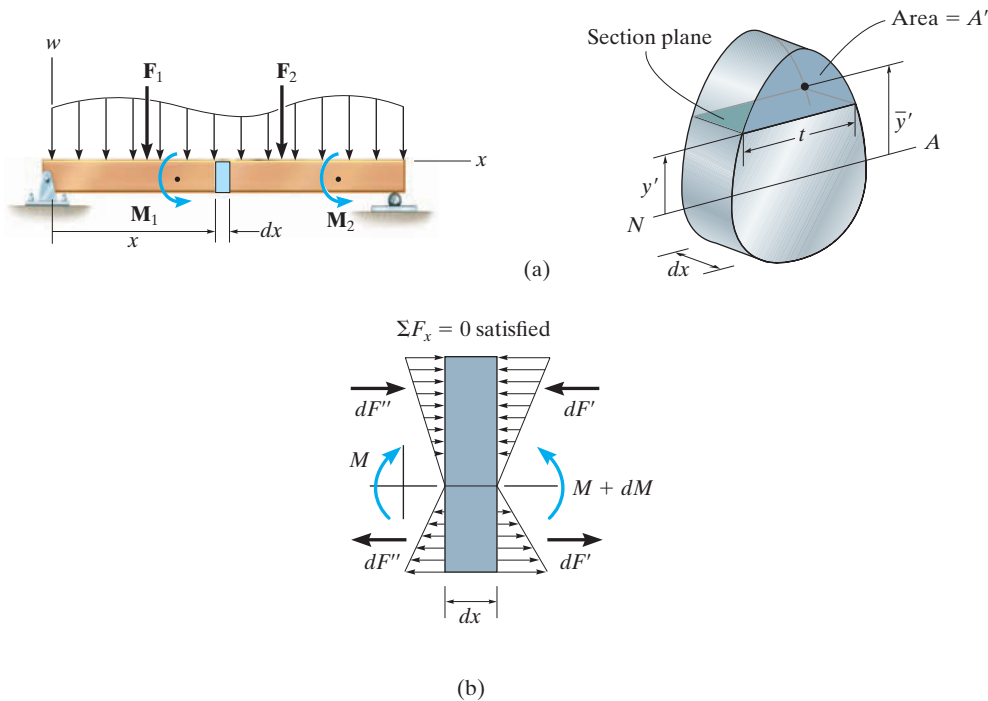 w
F₁
F₂
x
M₁
M₂
x
dx
Section plane
Area = A'
t
ȳ'
A
y'
N
dx
(a)
ΣFₓ = 0 satisfied
dF''
dF'
M
M + dM
dF''
dF'
dx
(b)